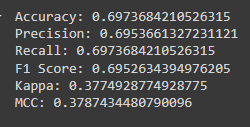 Accuracy: 0.6973684210526315
Precision: 0.6953661327231121
Recall: 0.6973684210526315
F1 Score: 0.6952634394976205
Kappa: 0.3774928774928775
MCC: 0.3787434480790096